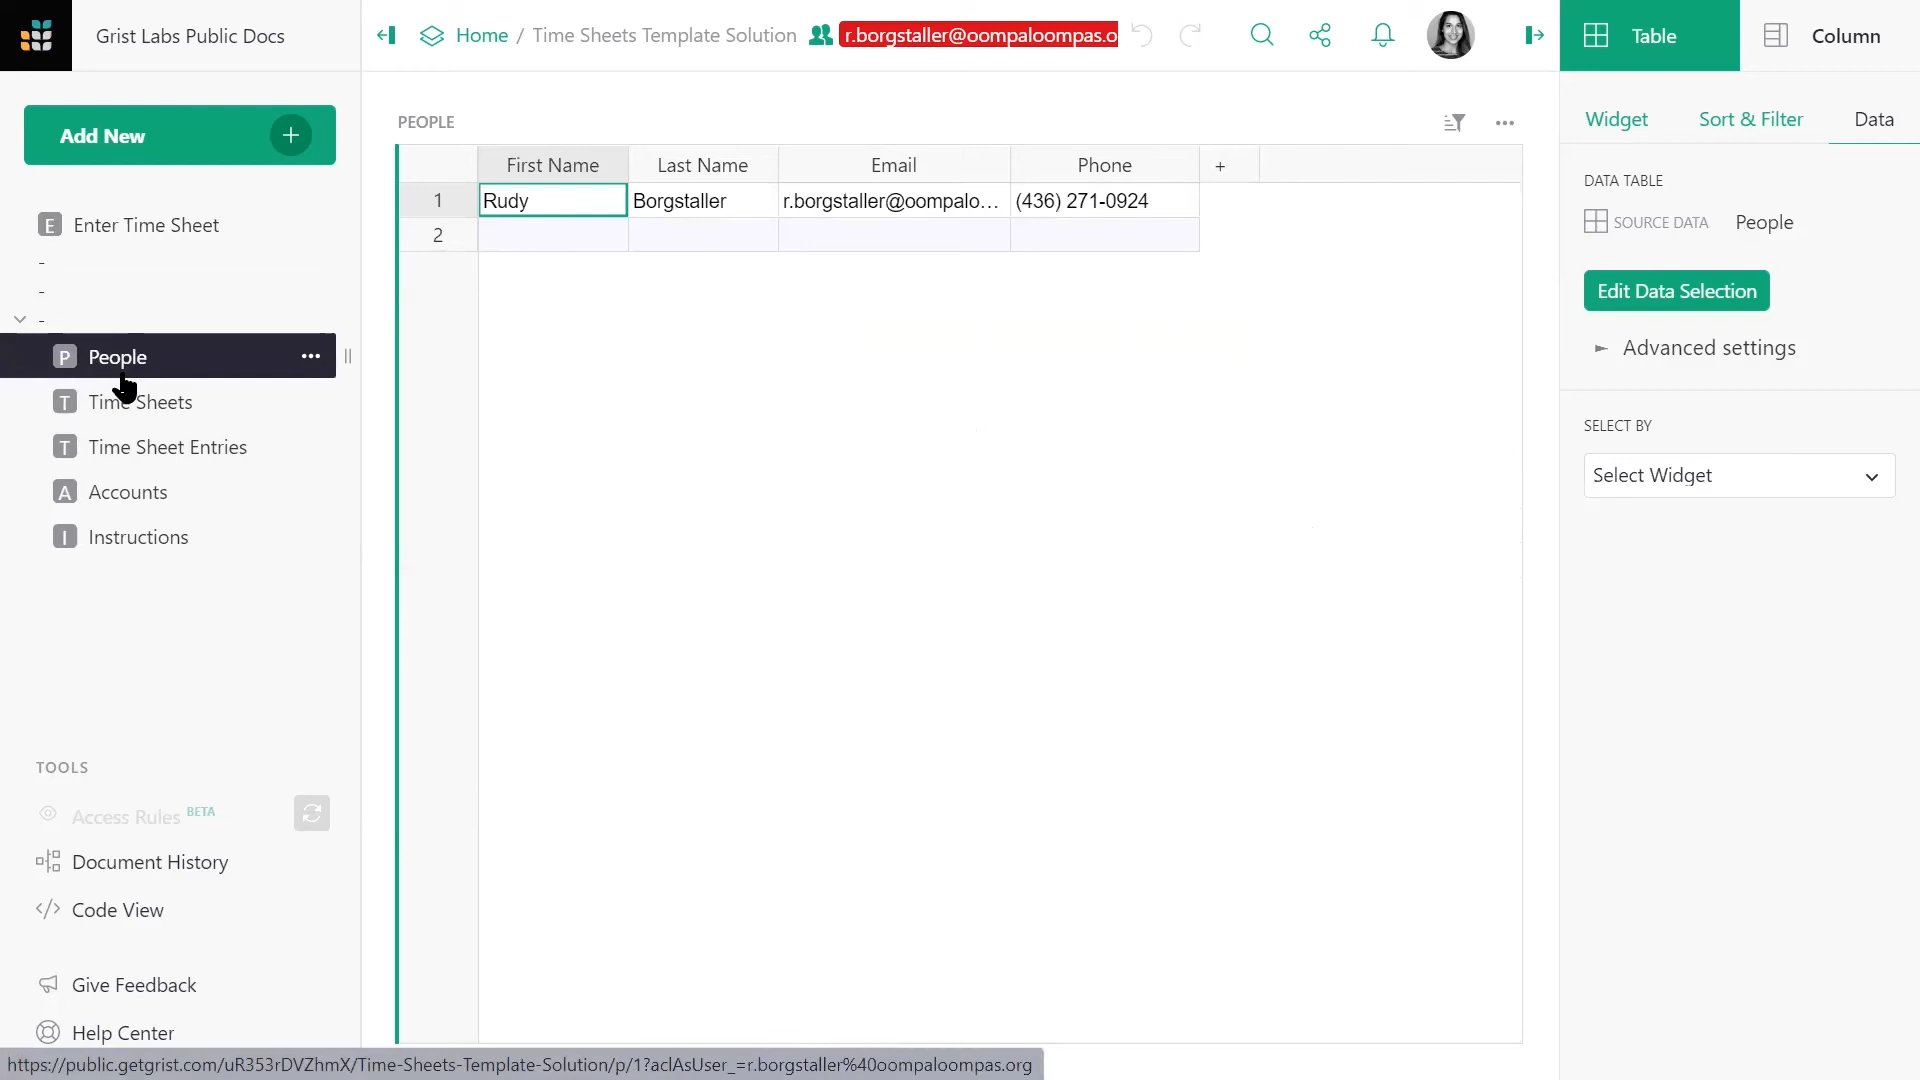 Grist Labs Public Docs
Home / Time Sheets Template Solution r.borgstaller@oompaloompas.o
Table
Column
Add New +
PEOPLE
Widget
Sort & Filter
Data
First Name Last Name Email Phone +
1 Rudy Borgstaller r.borgstaller@oompalo... (436) 271-0924
2
DATA TABLE
SOURCE DATA People
Edit Data Selection
Advanced settings
SELECT BY
Select Widget
E Enter Time Sheet
-
-
-
P People
T Time Sheets
T Time Sheet Entries
A Accounts
I Instructions
TOOLS
Access Rules BETA
Document History
</> Code View
Give Feedback
Help Center
https://public.getgrist.com/uR353rDVZhmX/Time-Sheets-Template-Solution/p/1?aclAsUser_=r.borgstaller%40oompaloompas.org